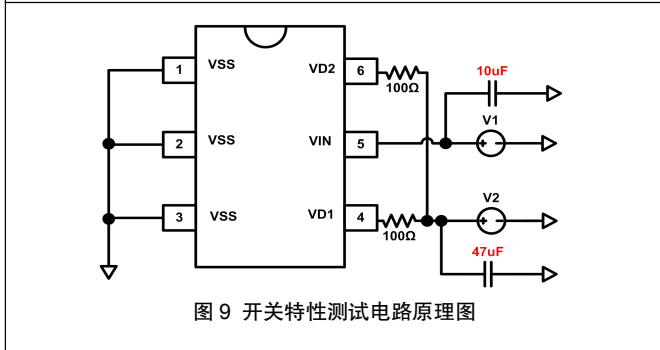 10uF
1 VSS VD2 6
100Ω
V1
2 VSS VIN 5
V2
3 VSS VD1 4
100Ω
47uF
图 9 开关特性测试电路原理图